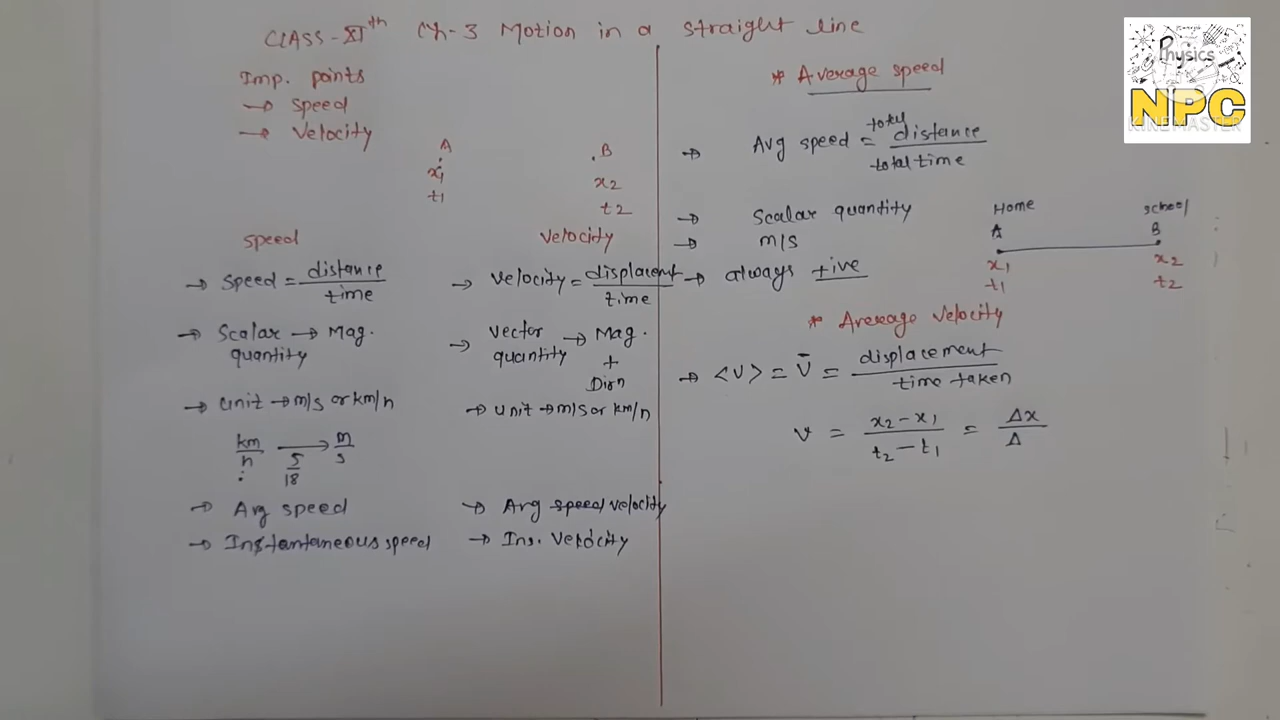 CLASS-XIth Ch-3 Motion in a straight line
Imp. points
→ Speed
→ Velocity
A
x1
t1
.B
x2
t2
speed
→ speed = distance / time
→ Scalar quantity → Mag.
→ unit → m/s or km/h
km/h → m/s
5/18
→ Avg speed
→ Instantaneous speed
Velocity
→ velocity = displacement / time
→ vector quantity → Mag. + Dirn
→ unit → m/s or km/h
→ Avg speed velocity
→ Ins. velocity
* Average speed
→ Avg speed = total distance / total time
→ Scalar quantity
→ m/s
→ always +ive
Home
A
x1
t1
school
B
x2
t2
* Average velocity
→ <v> = v̄ = displacement / time taken
v = x2 - x1 / t2 - t1 = Δx / Δ
Physics
NPC
KINEMASTER